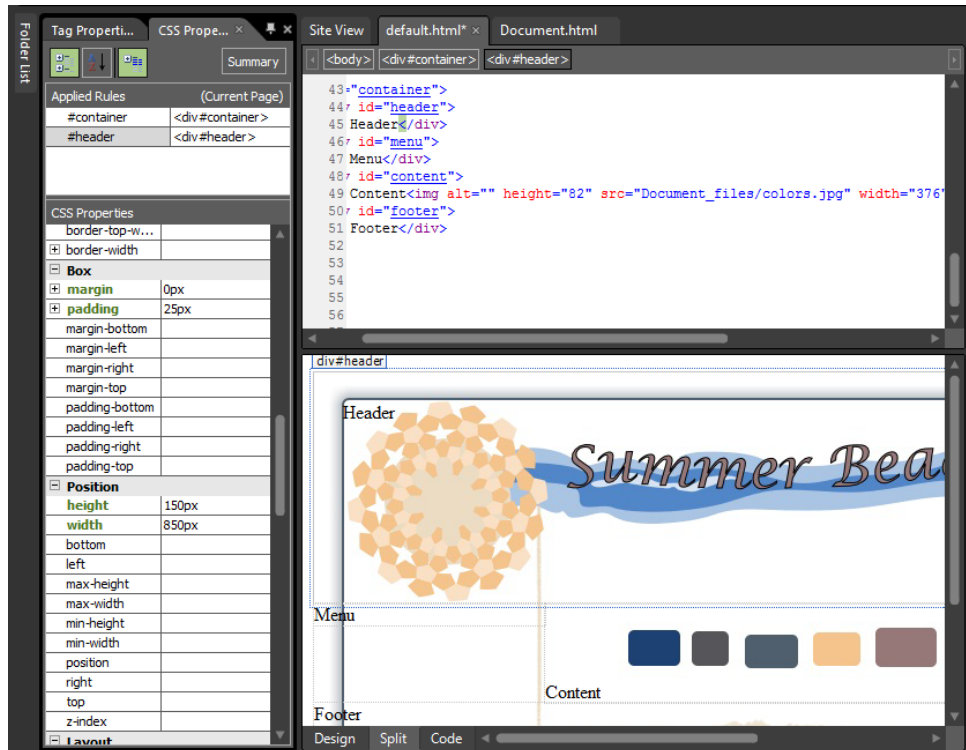 Folder List
Tag Properti...
CSS Prope... ×
Summary
Applied Rules (Current Page)
#container <div#container>
#header <div#header>
CSS Properties
border-top-w...
border-width
Box
margin 0px
padding 25px
margin-bottom
margin-left
margin-right
margin-top
padding-bottom
padding-left
padding-right
padding-top
Position
height 150px
width 850px
bottom
left
max-height
max-width
min-height
min-width
position
right
top
z-index
Layout
Site View default.html* × Document.html
<body> <div#container> <div#header>
43 ="container">
44 id="header">
45 Header</div>
46 id="menu">
47 Menu</div>
48 id="content">
49 Content<img alt="" height="82" src="Document_files/colors.jpg" width="376"
50 id="footer">
51 Footer</div>
52
53
54
55
56
div#header
Header
Summer Bea
Menu
Content
Footer
Design Split Code